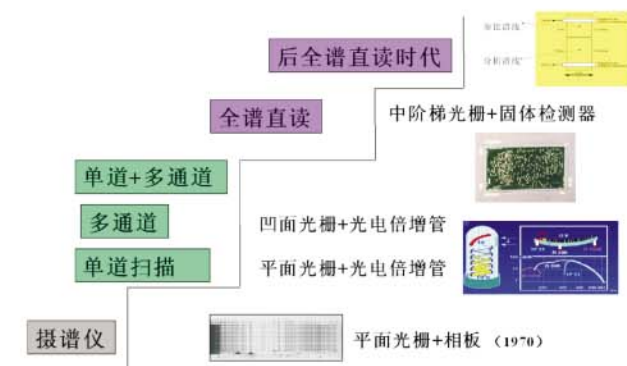 后全谱直读时代
全谱直读
中阶梯光栅+固体检测器
单道+多通道
多通道
凹面光栅+光电倍增管
单道扫描
平面光栅+光电倍增管
摄谱仪
平面光栅+相板（1970）